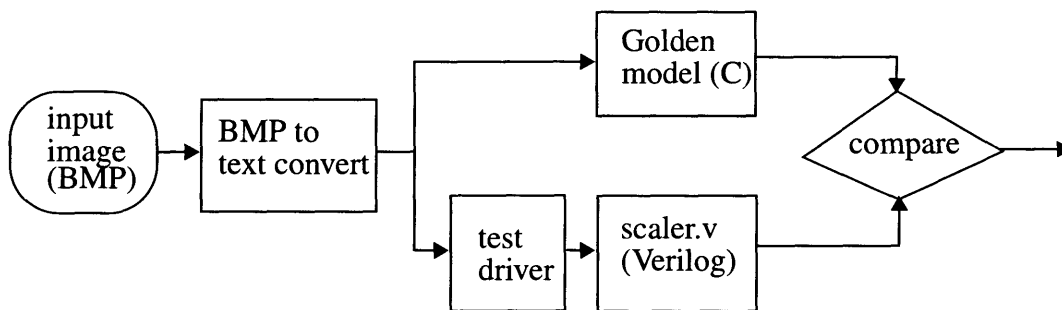 input
image
(BMP)
BMP to
text convert
Golden
model (C)
test
driver
scaler.v
(Verilog)
compare